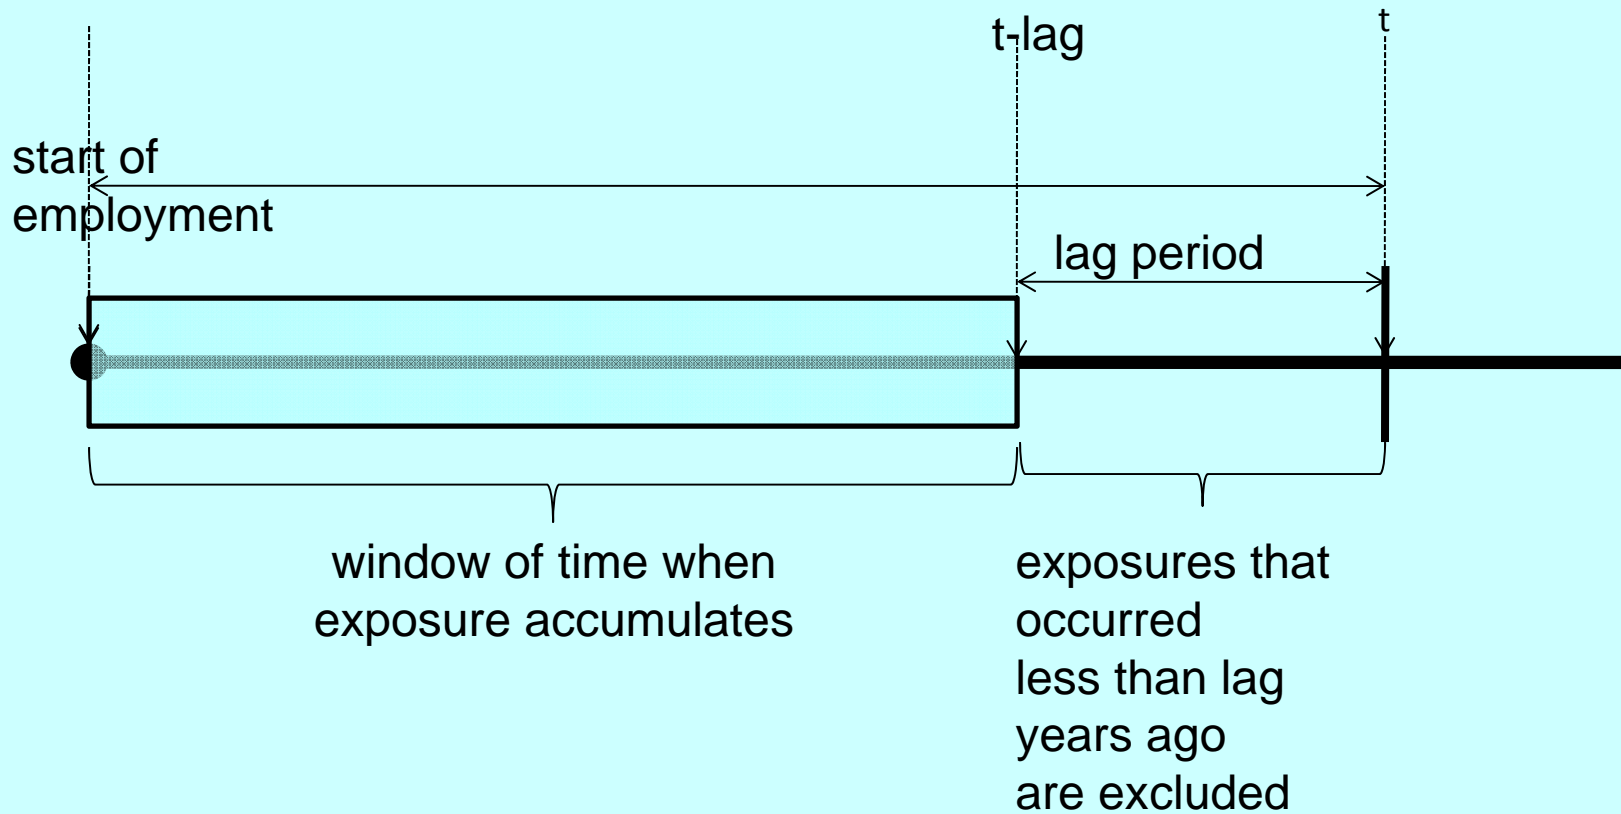 t-lag
t
start of
employment
lag period
window of time when
exposure accumulates
exposures that
occurred
less than lag
years ago
are excluded